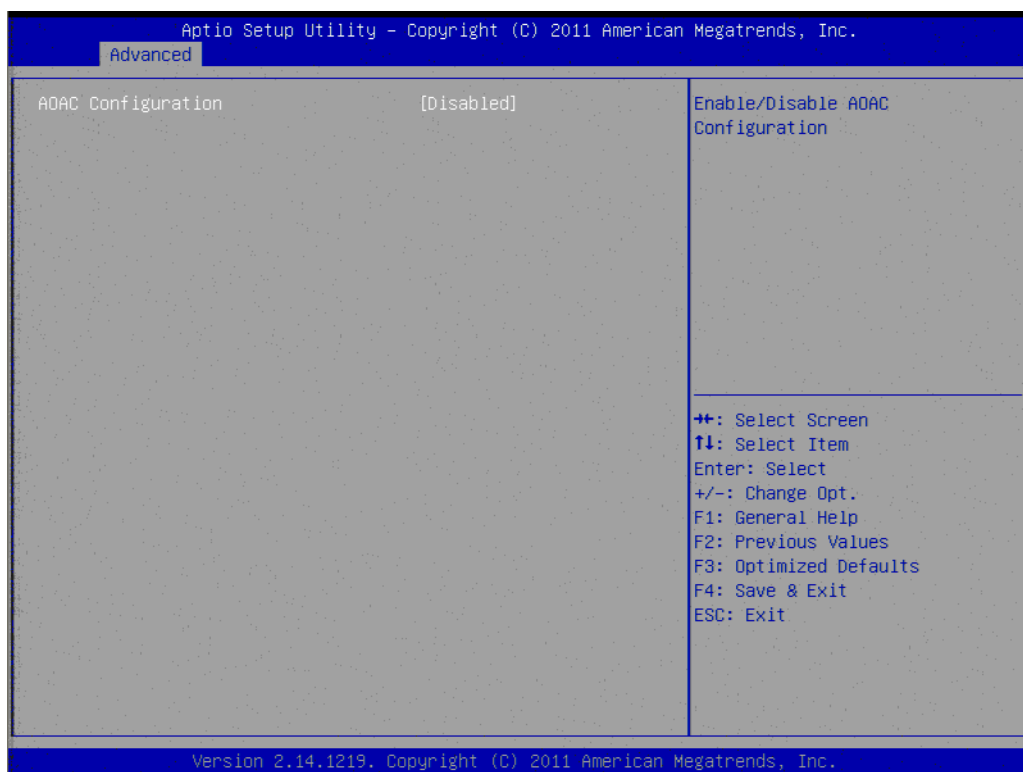 Aptio Setup Utility – Copyright (C) 2011 American Megatrends, Inc.
Advanced
AOAC Configuration [Disabled]
Enable/Disable AOAC
Configuration
→←: Select Screen
↑↓: Select Item
Enter: Select
+/-: Change Opt.
F1: General Help
F2: Previous Values
F3: Optimized Defaults
F4: Save & Exit
ESC: Exit
Version 2.14.1219. Copyright (C) 2011 American Megatrends, Inc.